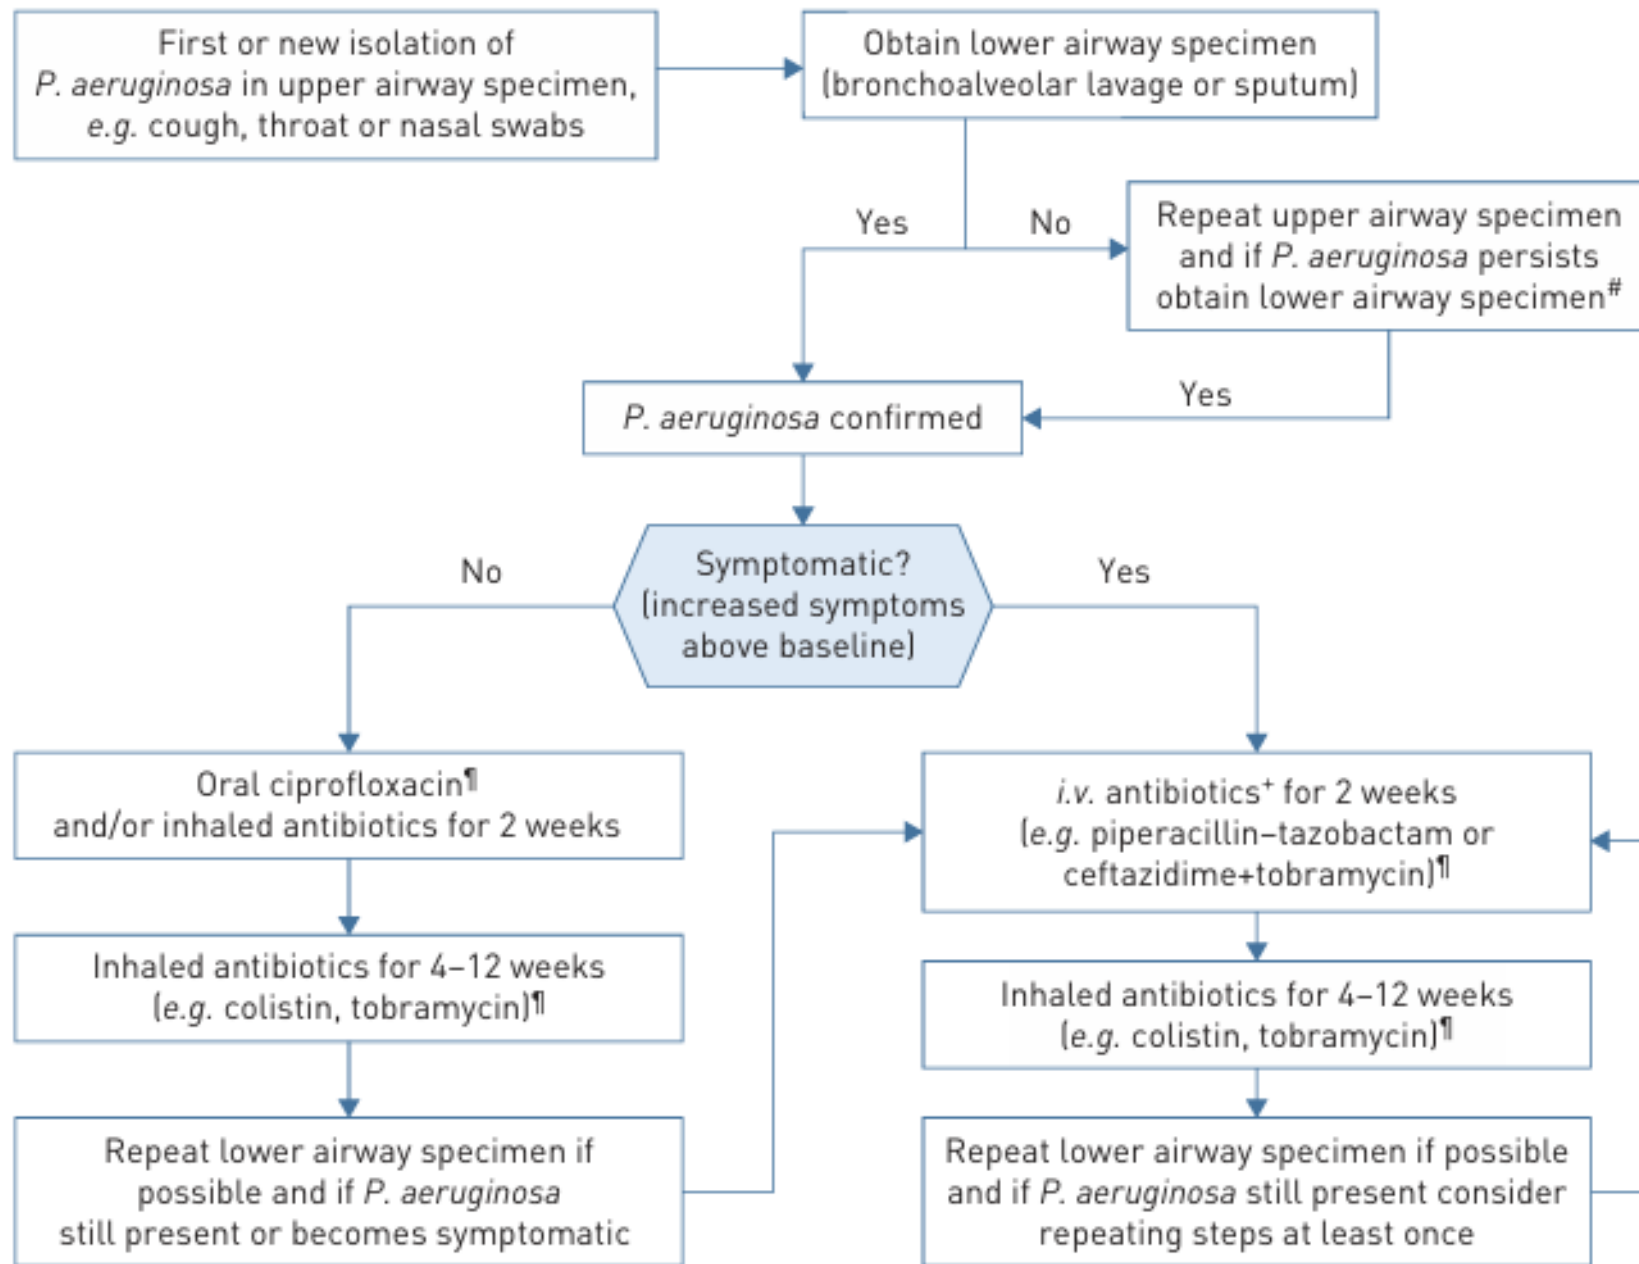 First or new isolation of
P. aeruginosa in upper airway specimen,
e.g. cough, throat or nasal swabs
Obtain lower airway specimen
(bronchoalveolar lavage or sputum)
Yes
No
Repeat upper airway specimen
and if P. aeruginosa persists
obtain lower airway specimen#
P. aeruginosa confirmed
Yes
No
Symptomatic?
(increased symptoms
above baseline)
Yes
Oral ciprofloxacin¶
and/or inhaled antibiotics for 2 weeks
i.v. antibiotics+ for 2 weeks
(e.g. piperacillin–tazobactam or
ceftazidime+tobramycin)¶
Inhaled antibiotics for 4–12 weeks
(e.g. colistin, tobramycin)¶
Inhaled antibiotics for 4–12 weeks
(e.g. colistin, tobramycin)¶
Repeat lower airway specimen if
possible and if P. aeruginosa
still present or becomes symptomatic
Repeat lower airway specimen if possible
and if P. aeruginosa still present consider
repeating steps at least once